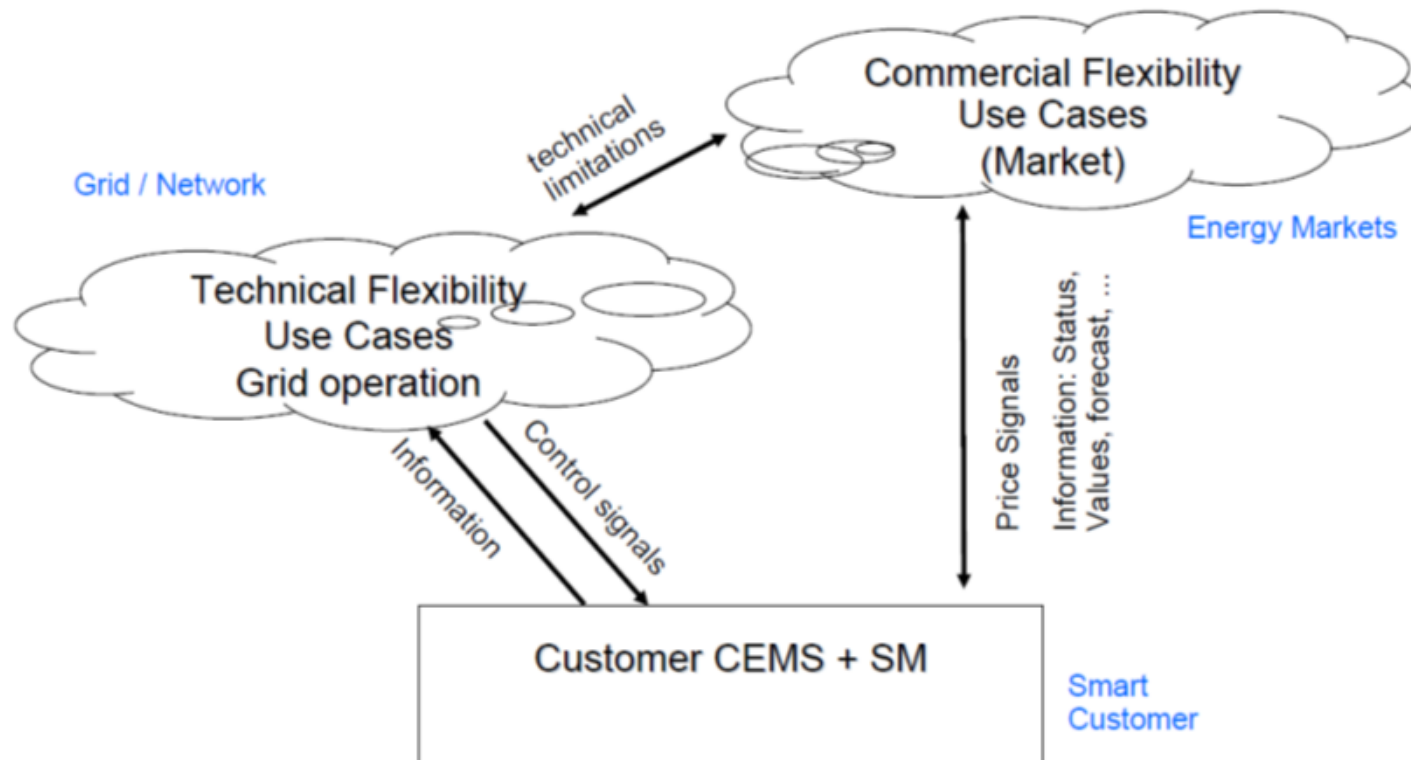 Commercial Flexibility
Use Cases
(Market)
technical
limitations
Grid / Network
Energy Markets
Technical Flexibility
Use Cases
Grid operation
Price Signals
Information: Status,
Values, forecast, ...
Information
Control signals
Customer CEMS + SM
Smart
Customer